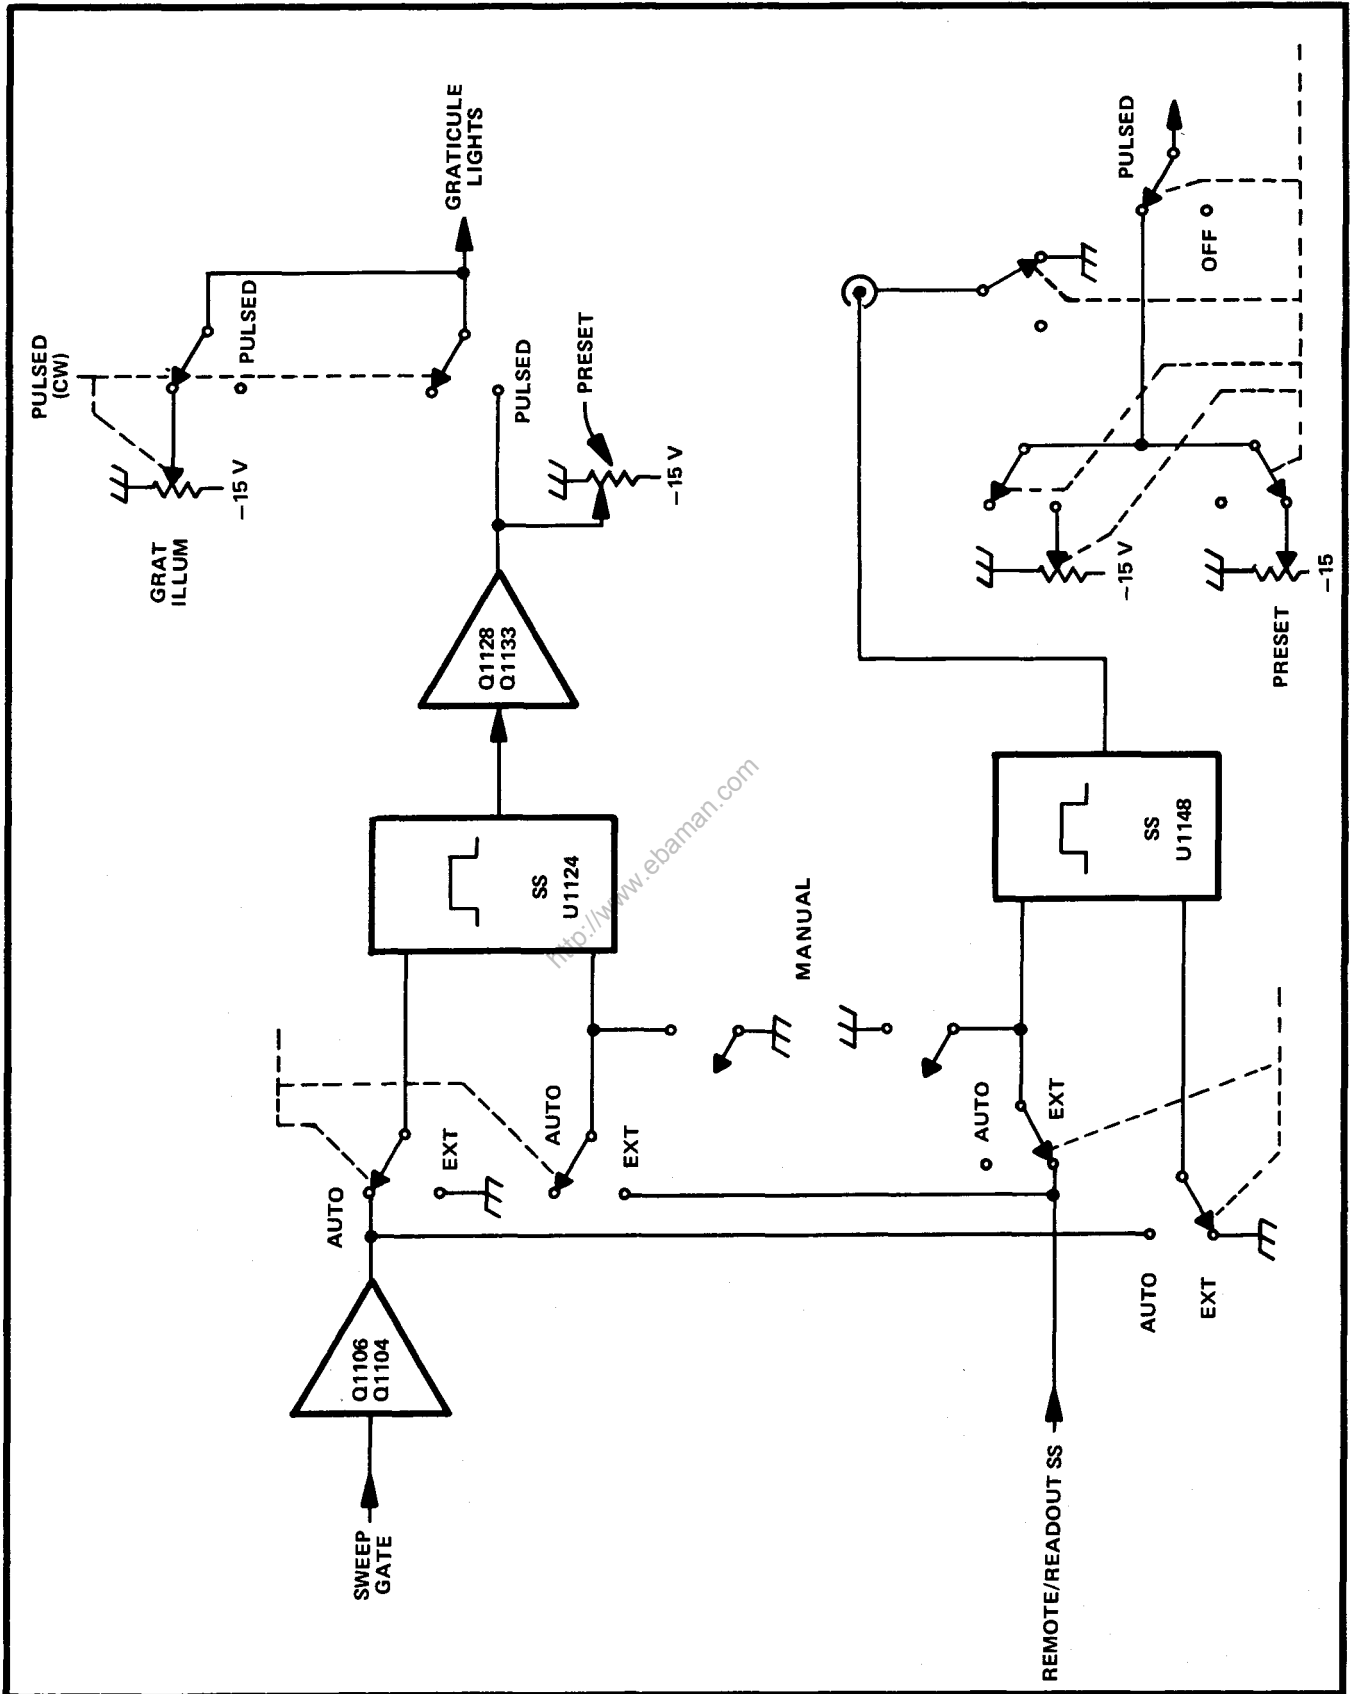 SWEEP
GATE
Q1106
Q1104
AUTO
EXT
AUTO
EXT
SS
U1124
Q1128
Q1133
GRAT
ILLUM
-15 V
PULSED
(CW)
PULSED
PULSED
PRESET
-15 V
GRATICULE
LIGHTS
MANUAL
REMOTE/READOUT SS
AUTO
EXT
AUTO
EXT
SS
U1148
-15 V
PRESET
-15
OFF
PULSED
http://www.ebaman.com